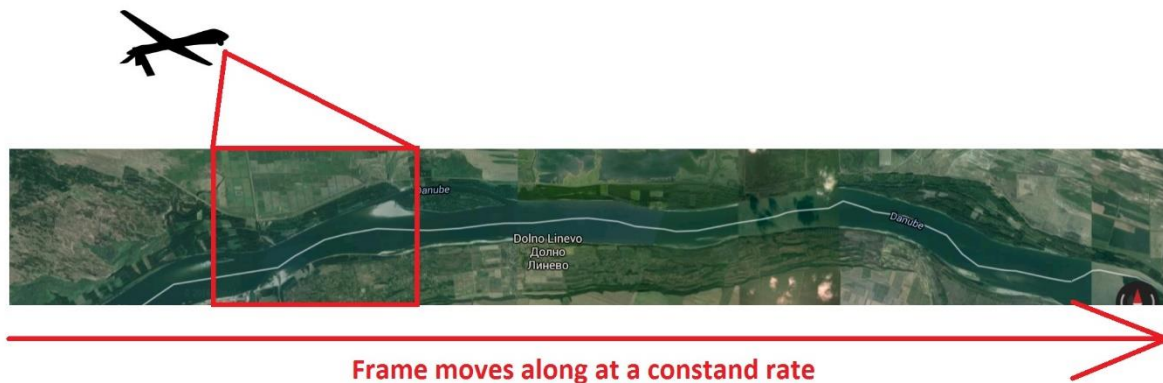 Danube
Danube
Dolno Linevo
Долно
Линево
Frame moves along at a constand rate